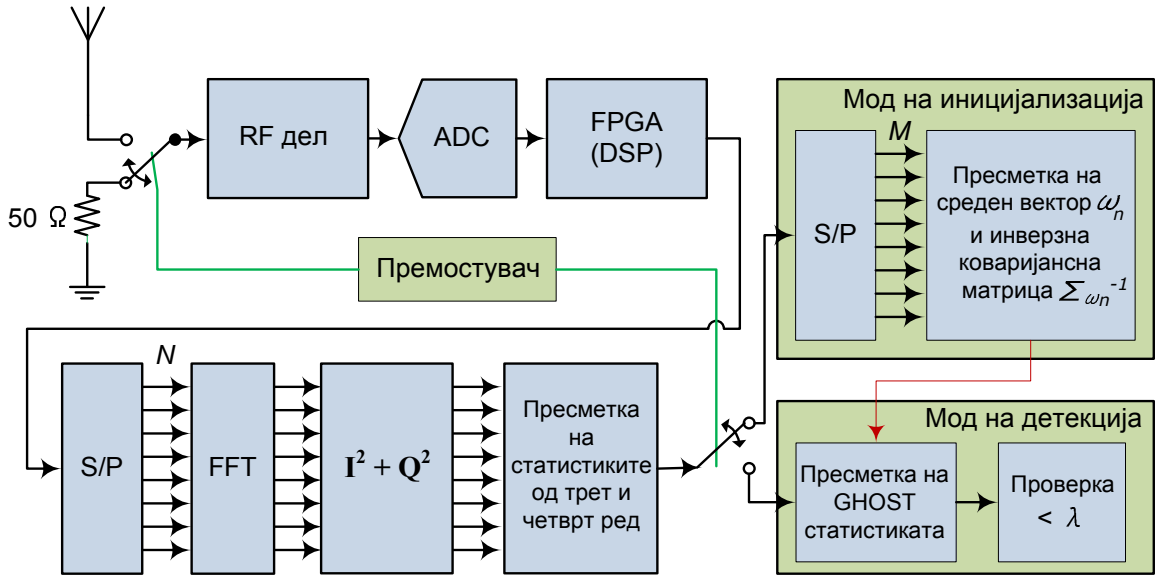 RF дел
ADC
FPGA
(DSP)
50 Ω
Премостувач
Мод на иницијализација
S/P
M
Пресметка на
среден вектор ωn
и инверзна
коваријансна
матрица Σωn-1
N
S/P
FFT
I² + Q²
Пресметка
на
статистиките
од трет и
четврт ред
Мод на детекција
Пресметка на
GHOST
статистиката
Проверка
< λ